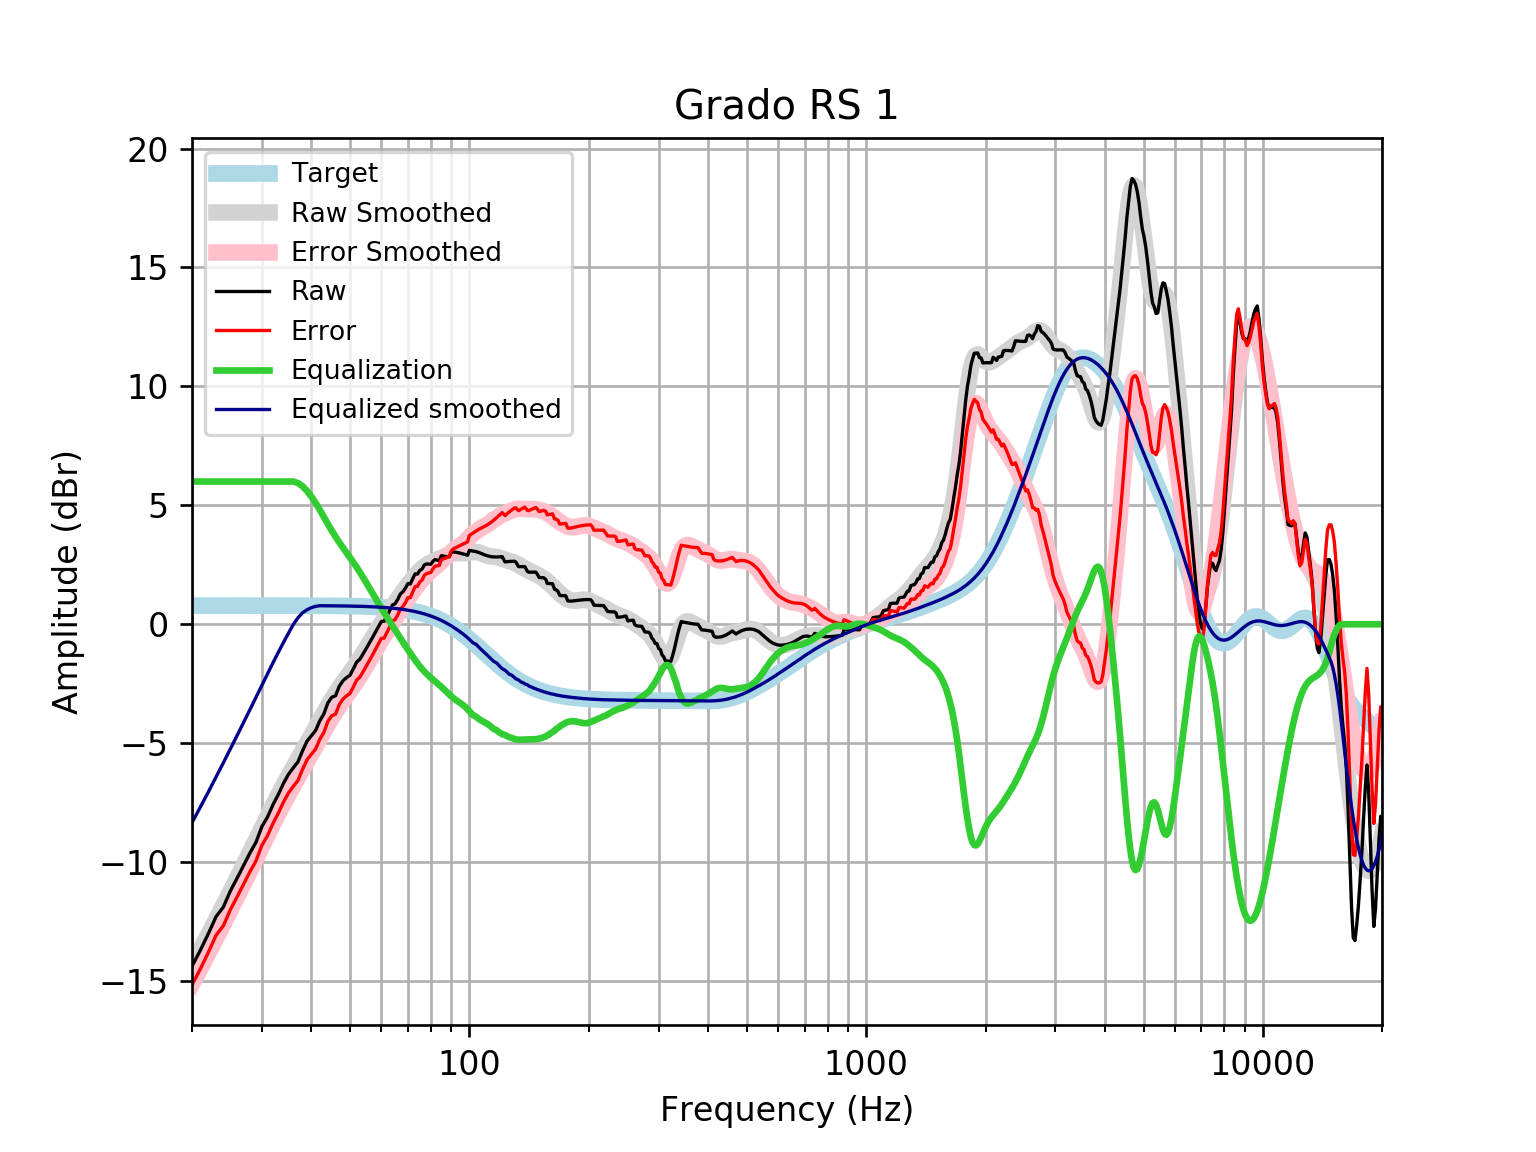 Grado RS 1
20
15
10
5
0
−5
−10
−15
Amplitude (dBr)
Target
Raw Smoothed
Error Smoothed
Raw
Error
Equalization
Equalized smoothed
100
1000
10000
Frequency (Hz)